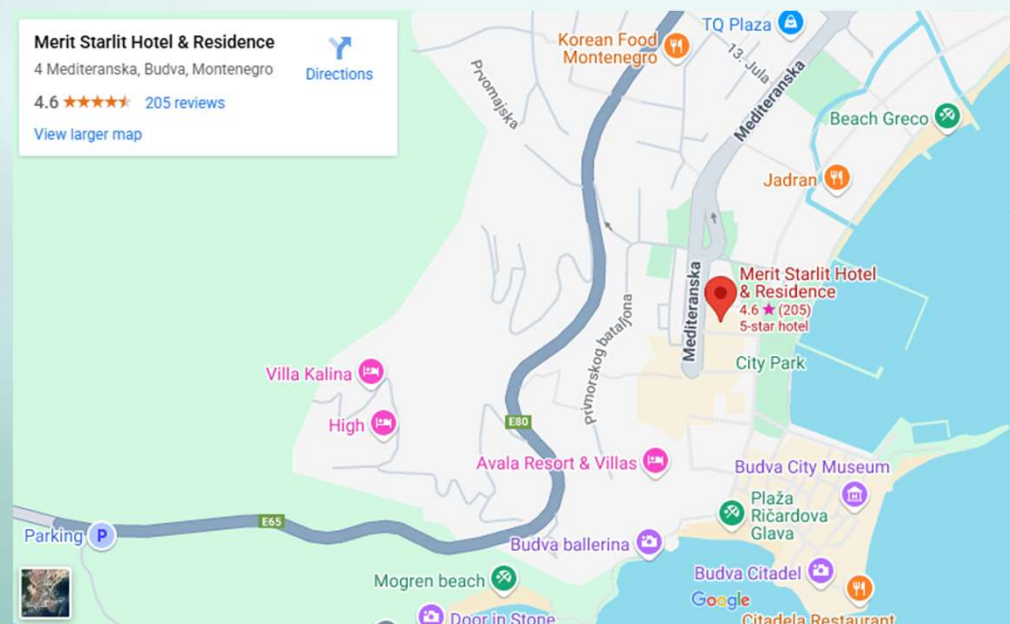 Merit Starlit Hotel & Residence
4 Mediteranska, Budva, Montenegro
4.6
205 reviews
View larger map
Directions
TQ Plaza
Korean Food
Montenegro
13. Jula
Prvomajska
Mediteranska
Beach Greco
Jadran
Merit Starlit Hotel
& Residence
4.6 ★ (205)
5-star hotel
Mediteranska
City Park
Primorskog bataljona
Villa Kalina
High
E80
Avala Resort & Villas
Budva City Museum
Plaža
Ričardova
Glava
E65
Parking
P
Budva ballerina
Budva Citadel
Mogren beach
Google
Door in Stone
Citadela Restaurant